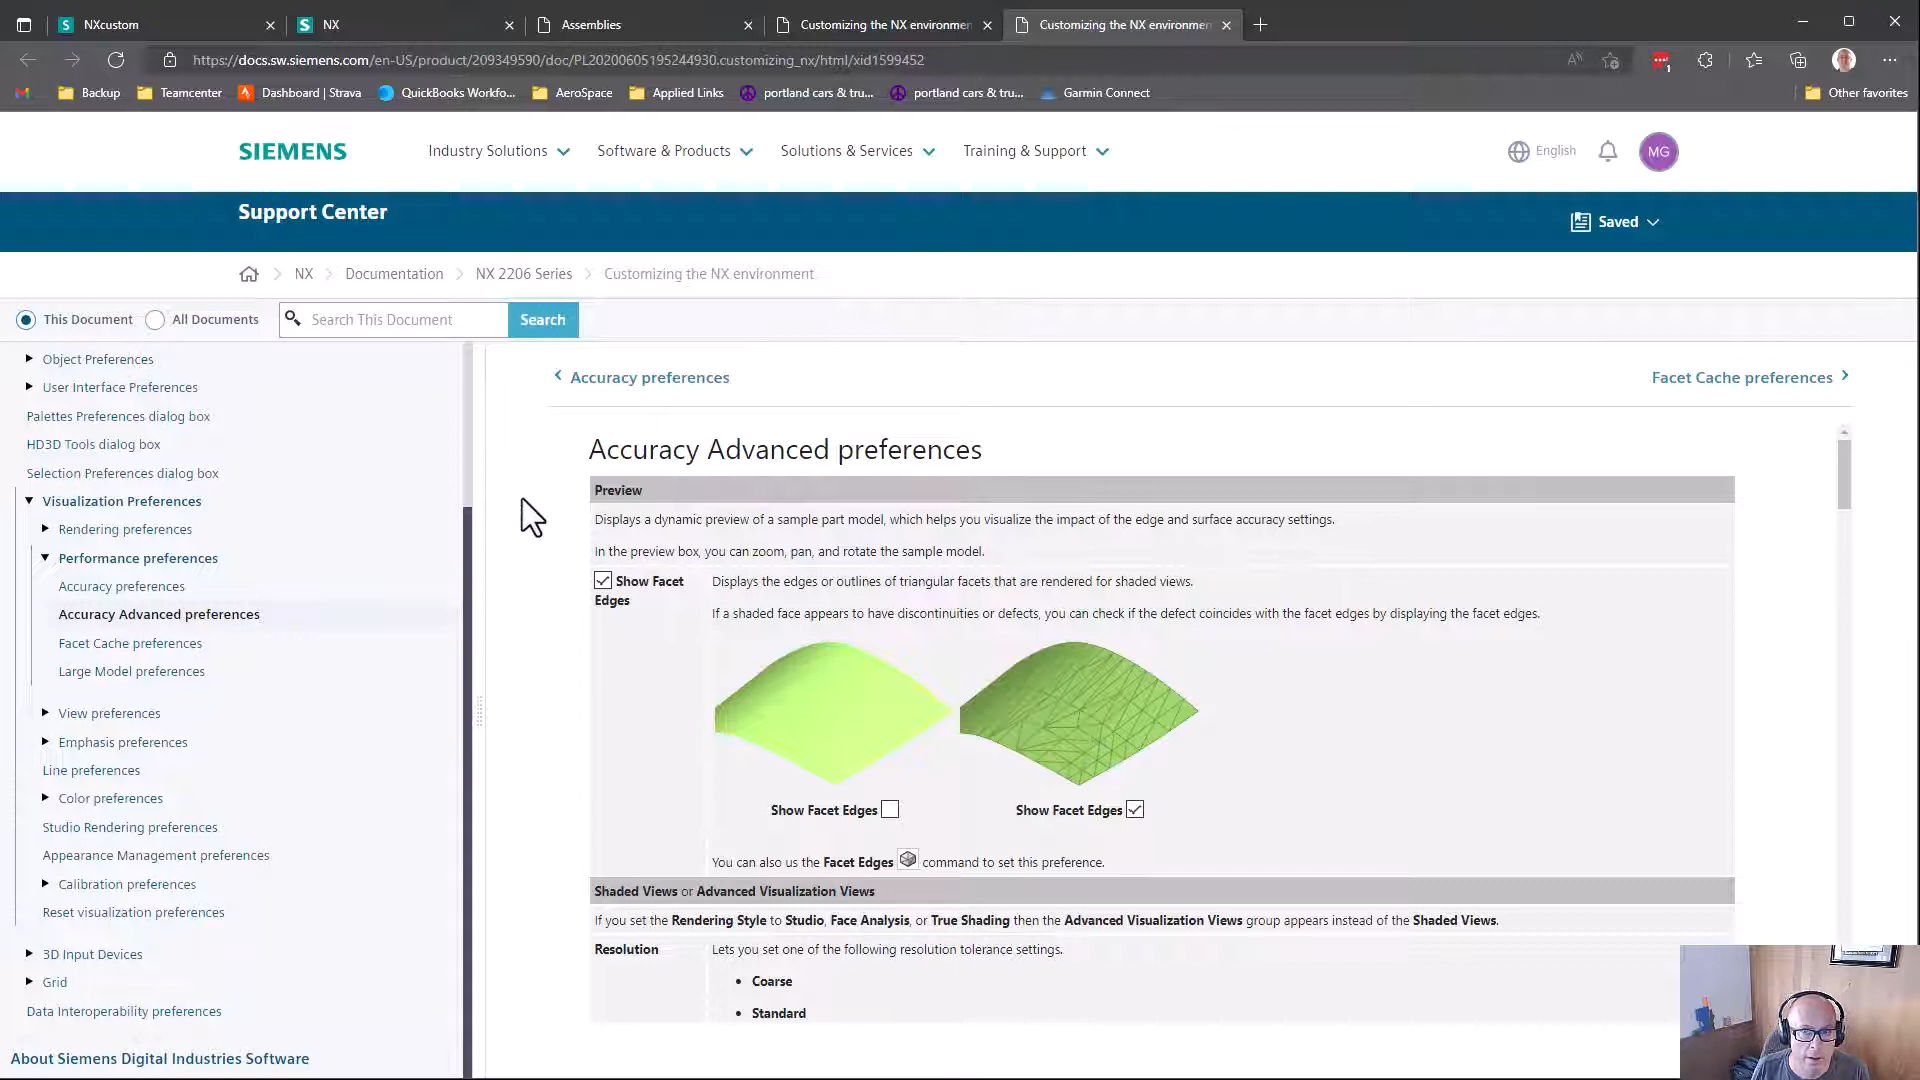 NXcustom
NX
Assemblies
Customizing the NX environmen
Customizing the NX environmen
https://docs.sw.siemens.com/en-US/product/209349590/doc/PL20200605195244930.customizing_nx/html/xid1599452
1
Backup
Teamcenter
Dashboard | Strava
QuickBooks Workfo...
AeroSpace
Applied Links
portland cars & tru...
portland cars & tru...
Garmin Connect
Other favorites
SIEMENS
Industry Solutions
Software & Products
Solutions & Services
Training & Support
English
MG
Support Center
Saved
NX
Documentation
NX 2206 Series
Customizing the NX environment
This Document
All Documents
Search This Document
Search
Object Preferences
User Interface Preferences
Palettes Preferences dialog box
HD3D Tools dialog box
Selection Preferences dialog box
Visualization Preferences
Rendering preferences
Performance preferences
Accuracy preferences
Accuracy Advanced preferences
Facet Cache preferences
Large Model preferences
View preferences
Emphasis preferences
Line preferences
Color preferences
Studio Rendering preferences
Appearance Management preferences
Calibration preferences
Reset visualization preferences
3D Input Devices
Grid
Data Interoperability preferences
About Siemens Digital Industries Software
Accuracy preferences
Facet Cache preferences
Accuracy Advanced preferences
Preview
Displays a dynamic preview of a sample part model, which helps you visualize the impact of the edge and surface accuracy settings.
In the preview box, you can zoom, pan, and rotate the sample model.
Show Facet
Edges
Displays the edges or outlines of triangular facets that are rendered for shaded views.
If a shaded face appears to have discontinuities or defects, you can check if the defect coincides with the facet edges by displaying the facet edges.
Show Facet Edges
Show Facet Edges
You can also us the Facet Edges command to set this preference.
Shaded Views or Advanced Visualization Views
If you set the Rendering Style to Studio, Face Analysis, or True Shading then the Advanced Visualization Views group appears instead of the Shaded Views.
Resolution
Lets you set one of the following resolution tolerance settings.
• Coarse
• Standard